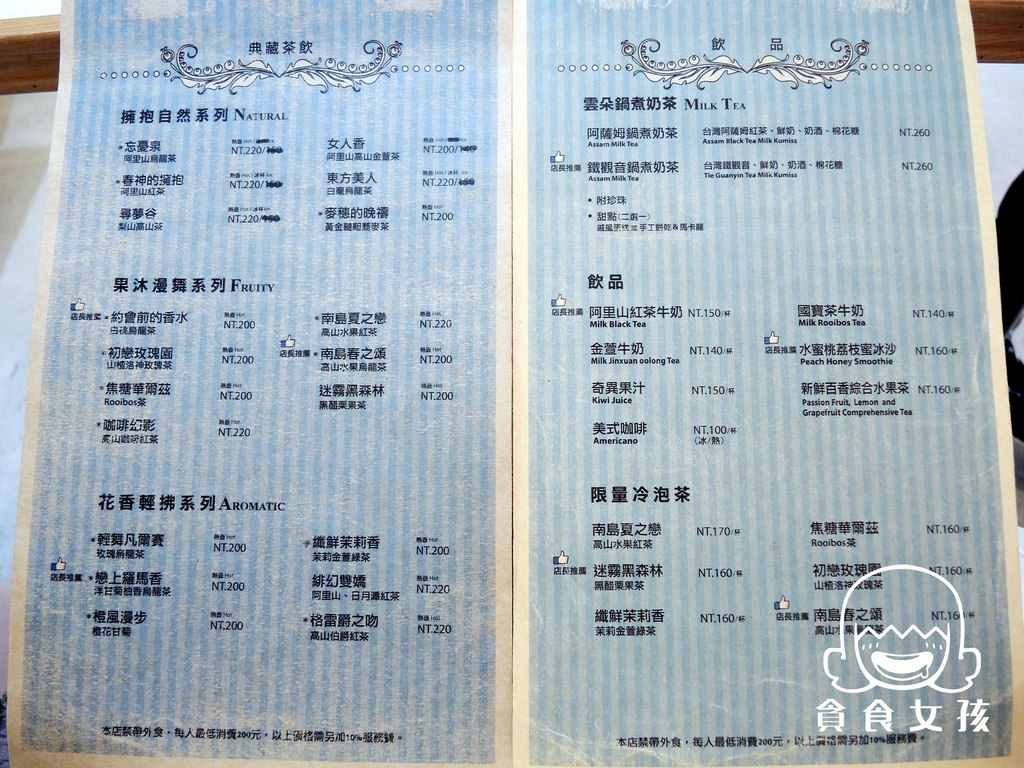 典藏茶飲
擁抱自然系列 NATURAL
*忘憂泉
阿里山烏龍茶
熱壺 Hot /
NT.220/
女人香
阿里山高山金萱茶
熱壺 Hot /
NT.200/
*春神的擁抱
阿里山紅茶
熱壺 Hot / 冰杯 Ice
NT.220/
東方美人
白毫烏龍茶
熱壺 Hot / 冰杯 Ice
NT.220/
尋夢谷
梨山高山茶
熱壺 Hot / 冰杯 Ice
NT.220/
*麥穗的晚禱
黃金韃靼蕎麥茶
熱壺 Hot
NT.200
果沐漫舞系列 FRUITY
店長推薦
*約會前的香水
白桃烏龍茶
熱壺 Hot
NT.200
*南島夏之戀
高山水果紅茶
熱壺 Hot
NT.220
*初戀玫瑰園
山楂洛神玫瑰茶
熱壺 Hot
NT.200
店長推薦
*南島春之頌
高山水果烏龍茶
熱壺 Hot
NT.220
*焦糖華爾茲
Rooibos茶
熱壺 Hot
NT.200
迷霧黑森林
黑醋栗果茶
熱壺 Hot
NT.200
*咖啡幻影
高山咖啡紅茶
熱壺 Hot
NT.220
花香輕拂系列 AROMATIC
*輕舞凡爾賽
玫瑰烏龍茶
熱壺 Hot
NT.200
*纖鮮茉莉香
茉莉金萱綠茶
熱壺 Hot
NT.200
店長推薦
*戀上羅馬香
洋甘菊柚香烏龍茶
熱壺 Hot
NT.200
緋幻雙嬌
阿里山、日月潭紅茶
熱壺 Hot
NT.220
*橙風漫步
橙花甘菊
熱壺 Hot
NT.200
*格雷爵之吻
高山伯爵紅茶
熱壺 Hot
NT.220
本店禁帶外食，每人最低消費200元，以上價格需另加10%服務費。
飲 品
雲朵鍋煮奶茶 MILK TEA
阿薩姆鍋煮奶茶
Assam Milk Tea
台灣阿薩姆紅茶、鮮奶、奶酒、棉花糖
Assam Black Tea Milk Kumiss
NT.260
店長推薦
鐵觀音鍋煮奶茶
Assam Milk Tea
台灣鐵觀音、鮮奶、奶酒、棉花糖
Tie Guanyin Tea Milk Kumiss
NT.260
• 附珍珠
• 甜點(二選一)
戚風蛋糕 或 手工餅乾&馬卡龍
飲品
店長推薦
阿里山紅茶牛奶
Milk Black Tea
NT.150/杯
國寶茶牛奶
Milk Rooibos Tea
NT.140/杯
金萱牛奶
Milk Jinxuan oolong Tea
NT.140/杯
店長推薦
水蜜桃荔枝蜜冰沙
Peach Honey Smoothie
NT.160/杯
奇異果汁
Kiwi Juice
NT.150/杯
新鮮百香綜合水果茶
Passion Fruit, Lemon and
Grapefruit Comprehensive Tea
NT.160/杯
美式咖啡
Americano
NT.100/杯
(冰/熱)
限量冷泡茶
南島夏之戀
高山水果紅茶
NT.170/杯
焦糖華爾茲
Rooibos茶
NT.160/杯
店長推薦
迷霧黑森林
黑醋栗果茶
NT.160/杯
初戀玫瑰園
山楂洛神玫瑰茶
NT.160/杯
纖鮮茉莉香
茉莉金萱綠茶
NT.160/杯
店長推薦
南島春之頌
高山水果烏龍茶
NT.160/杯
本店禁帶外食，每人最低消費200元，以上價格需另加10%服務費。
貪食女孩